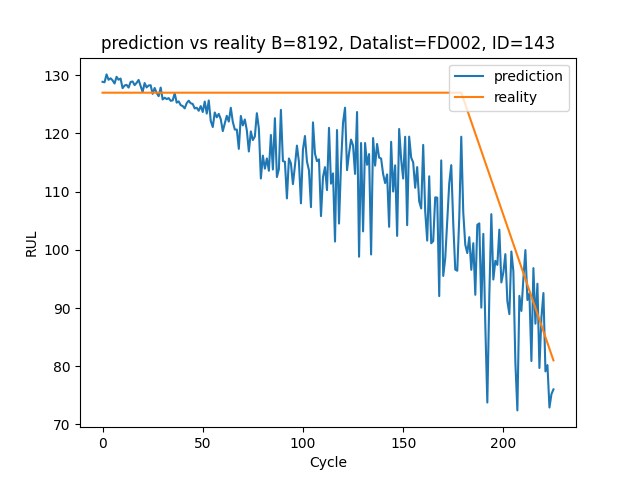 prediction vs reality B=8192, Datalist=FD002, ID=143
prediction
reality
130
120
110
100
90
80
70
RUL
0 50 100 150 200
Cycle